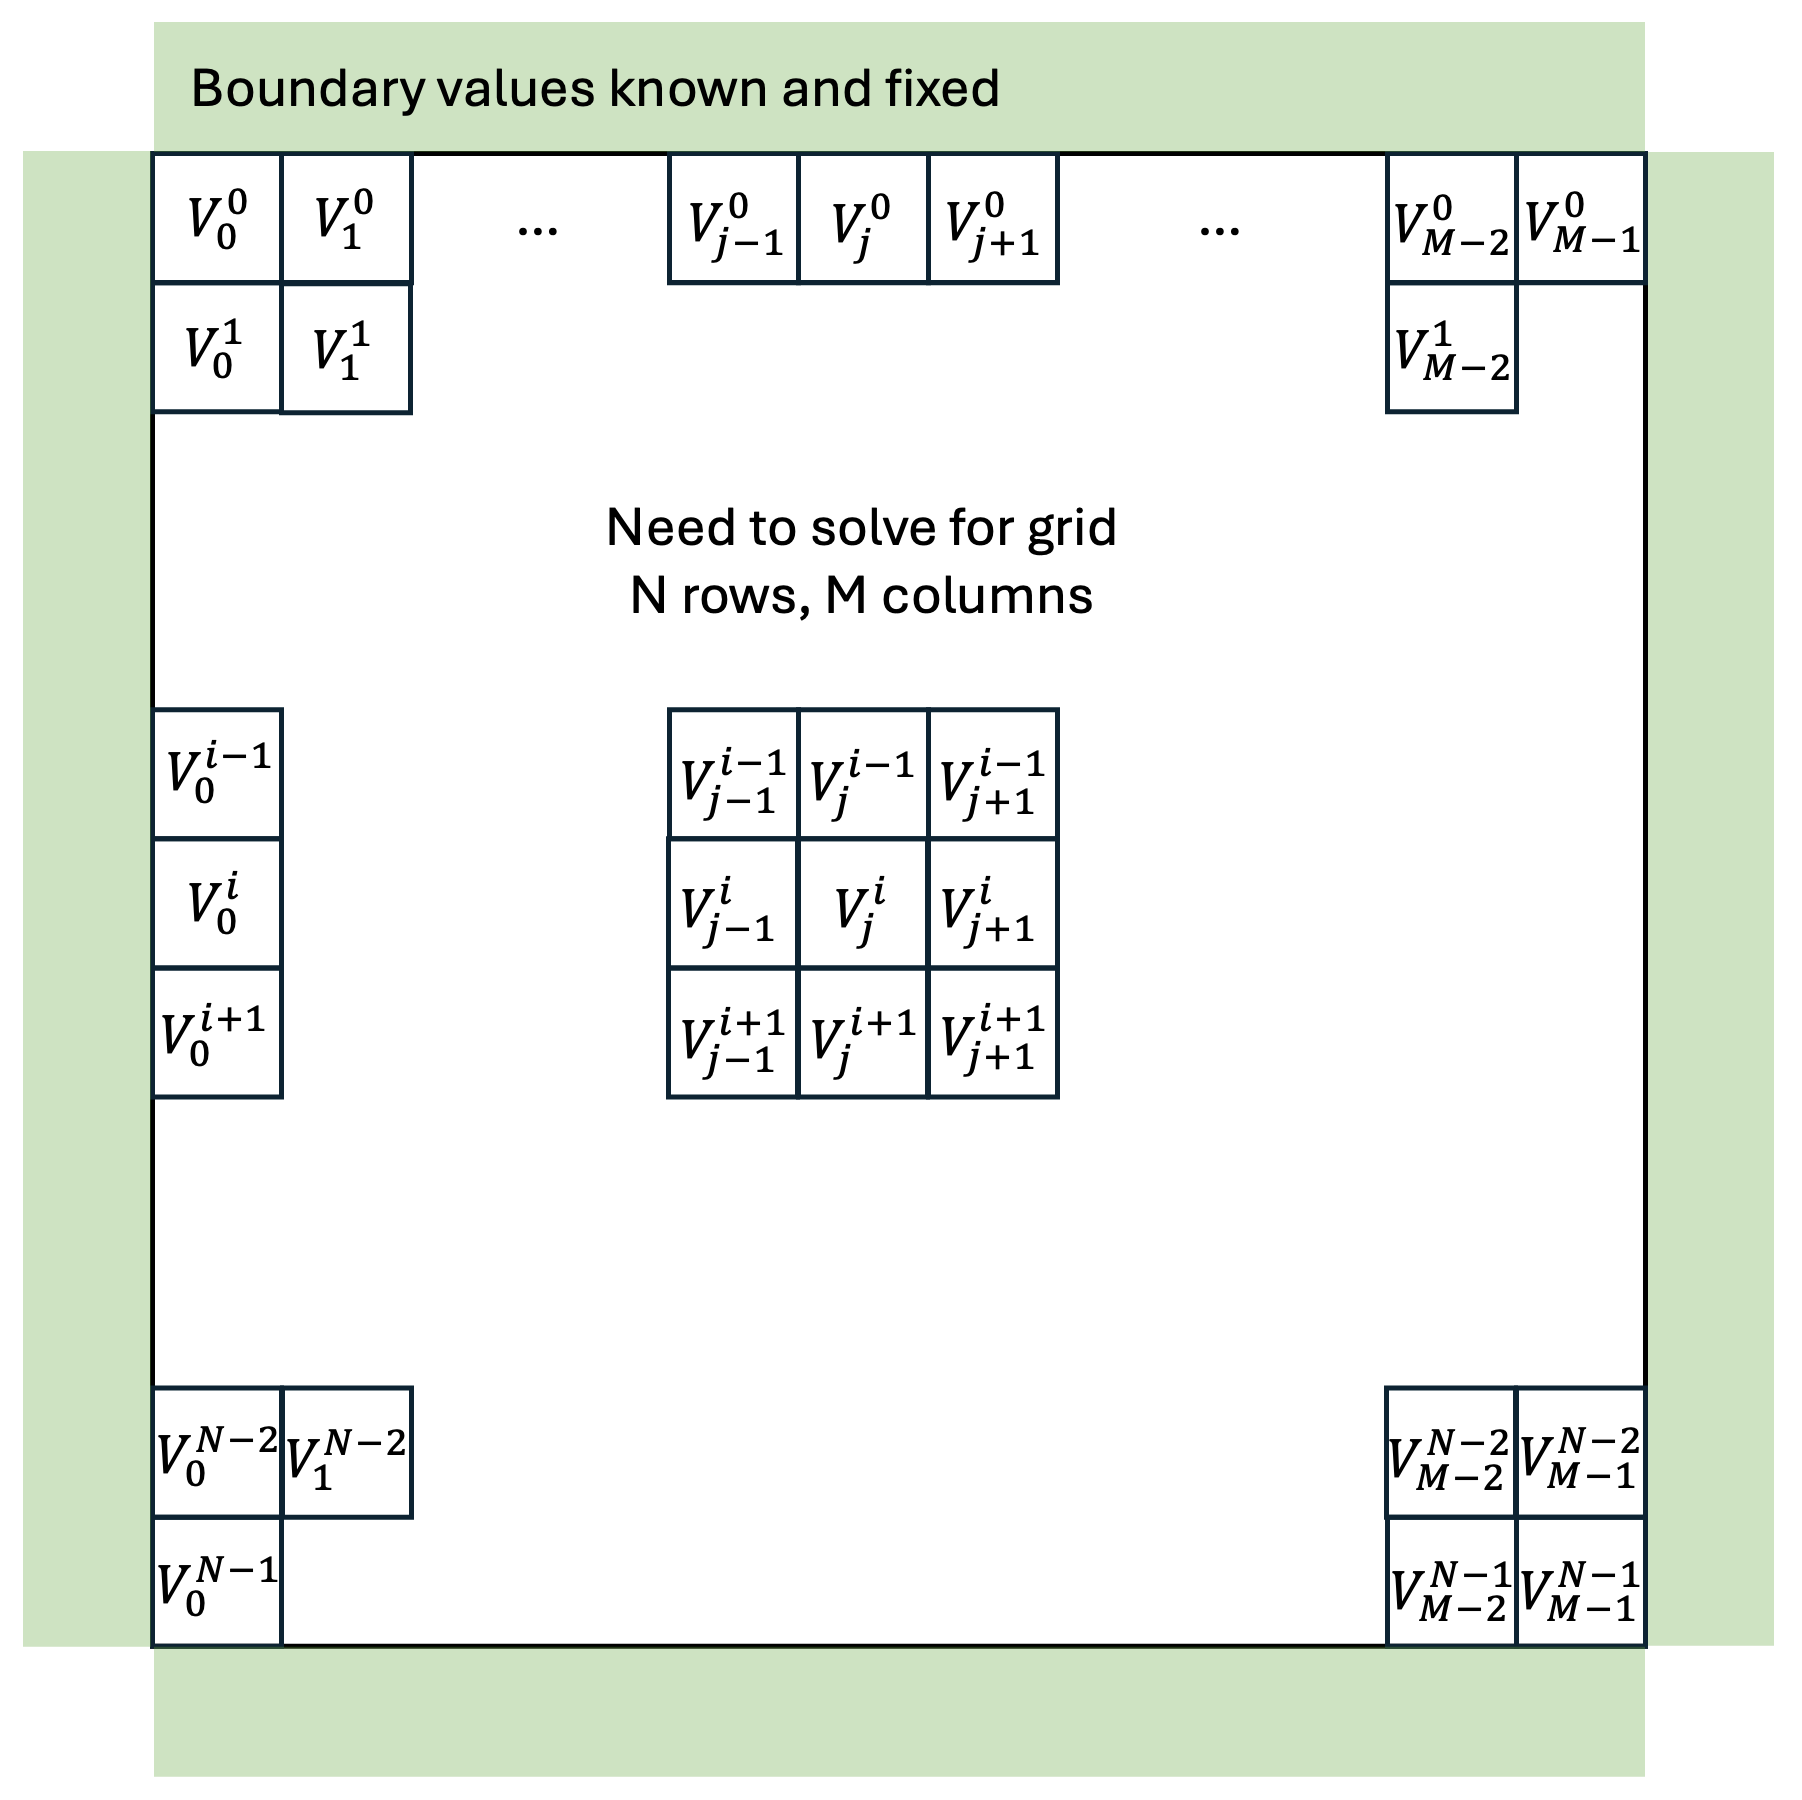 Boundary values known and fixed
V_0^0 V_1^0 ... V_{j-1}^0 V_j^0 V_{j+1}^0 ... V_{M-2}^0 V_{M-1}^0
V_0^1 V_1^1 V_{M-2}^1
Need to solve for grid
N rows, M columns
V_0^{i-1} V_{j-1}^{i-1} V_j^{i-1} V_{j+1}^{i-1}
V_0^i V_{j-1}^i V_j^i V_{j+1}^i
V_0^{i+1} V_{j-1}^{i+1} V_j^{i+1} V_{j+1}^{i+1}
V_0^{N-2} V_1^{N-2} V_{M-2}^{N-2} V_{M-1}^{N-2}
V_0^{N-1} V_{M-2}^{N-1} V_{M-1}^{N-1}